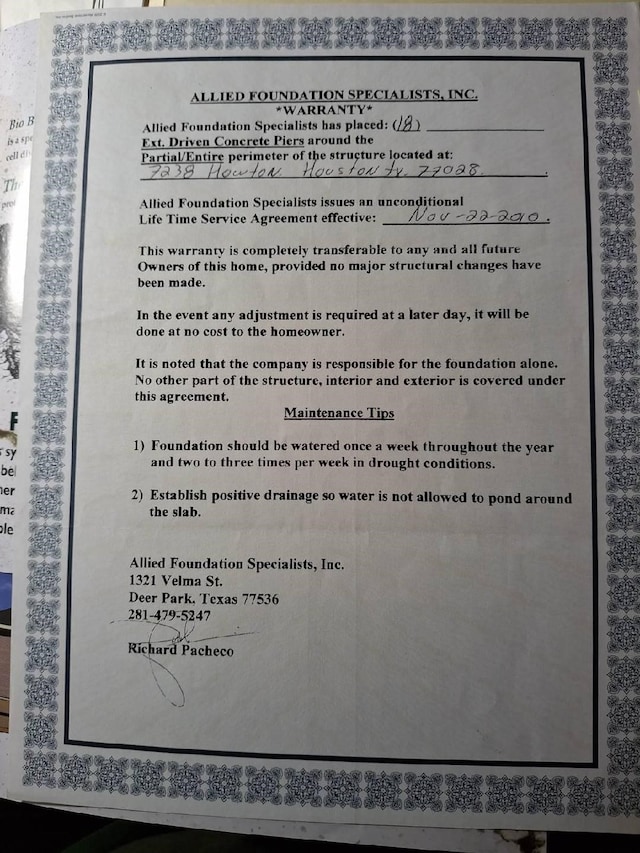 ALLIED FOUNDATION SPECIALISTS, INC.
*WARRANTY*
Allied Foundation Specialists has placed: (18)
Ext. Driven Concrete Piers around the
Partial/Entire perimeter of the structure located at:
7238 Howton. Houston tx. 77028.
Allied Foundation Specialists issues an unconditional
Life Time Service Agreement effective: Nov-22-2010.
This warranty is completely transferable to any and all future
Owners of this home, provided no major structural changes have
been made.
In the event any adjustment is required at a later day, it will be
done at no cost to the homeowner.
It is noted that the company is responsible for the foundation alone.
No other part of the structure, interior and exterior is covered under
this agreement.
Maintenance Tips
1) Foundation should be watered once a week throughout the year
and two to three times per week in drought conditions.
2) Establish positive drainage so water is not allowed to pond around
the slab.
Allied Foundation Specialists, Inc.
1321 Velma St.
Deer Park, Texas 77536
281-479-5247
Richard Pacheco